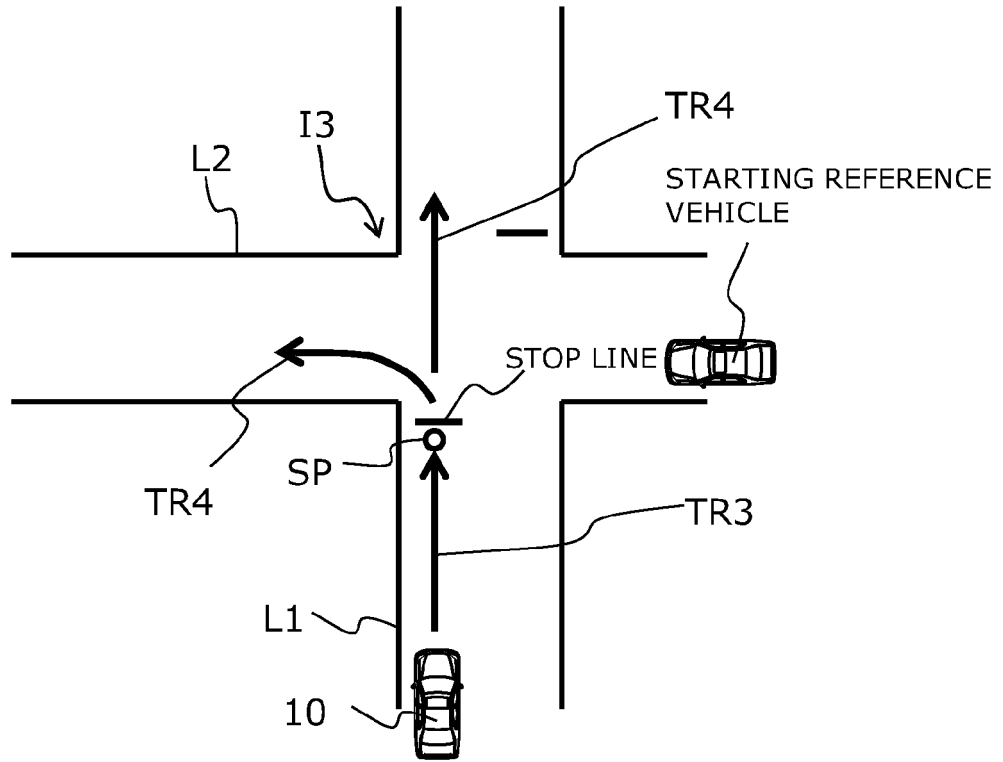 TR4
I3
L2
STARTING REFERENCE
VEHICLE
STOP LINE
SP
TR4
TR3
L1
10